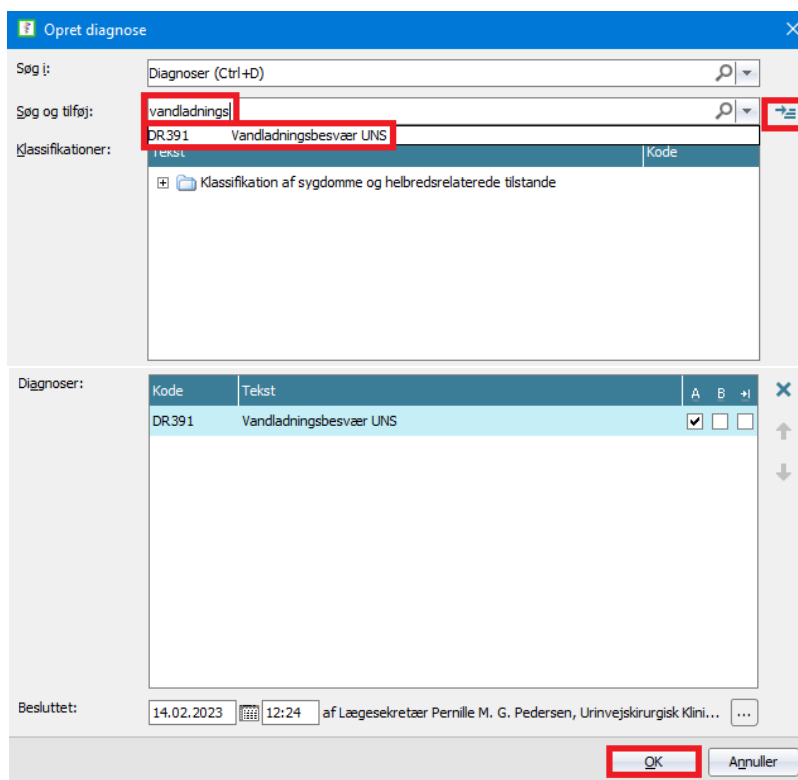 Opret diagnose
Søg i:
Diagnoser (Ctrl+D)
Søg og tilføj:
vandladnings
DR391 Vandladningsbesvær UNS
Klassifikationer:
Tekst Kode
Klassifikation af sygdomme og helbredsrelaterede tilstande
Diagnoser:
Kode Tekst A B
DR391 Vandladningsbesvær UNS
Besluttet:
14.02.2023 12:24 af Lægesekretær Pernille M. G. Pedersen, Urinvejskirurgisk Klini... ...
OK Annuller